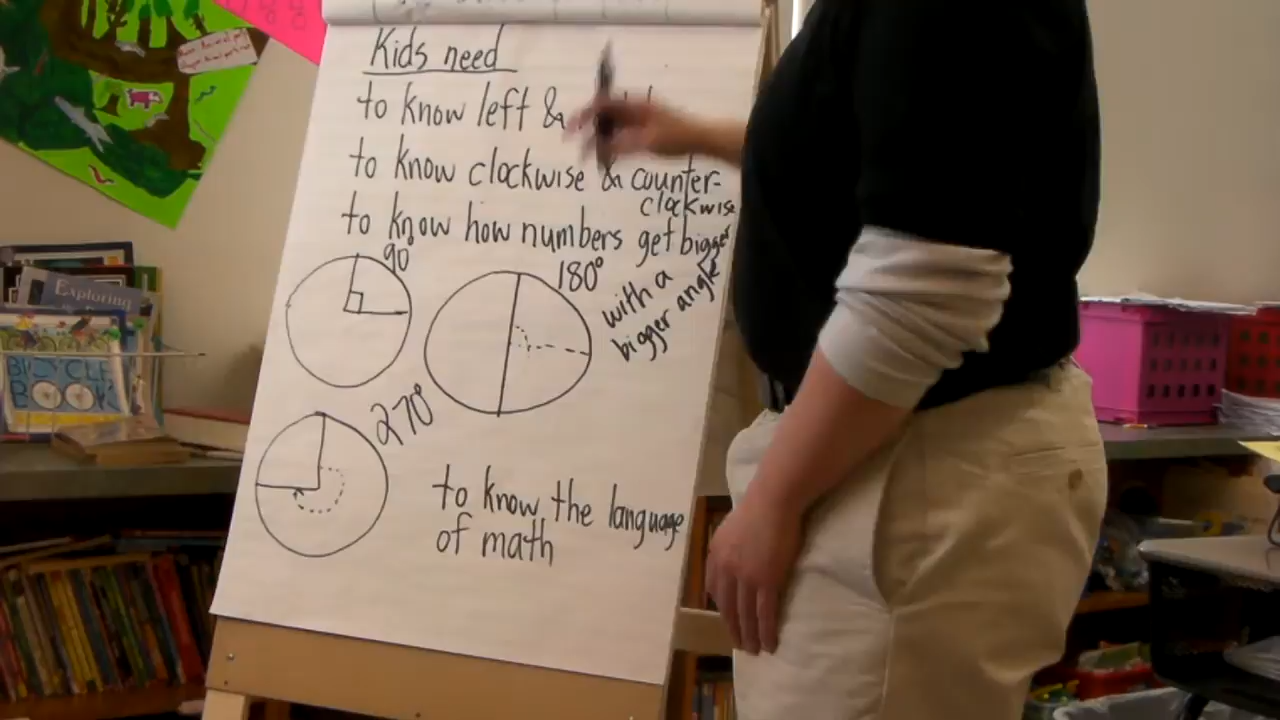 Kids need
to know left &
to know clockwise & counter-
clockwise
to know how numbers get bigger
with a
bigger angle
90°
180°
270°
to know the language
of math
Exploring
BICYCLE
BOOKS